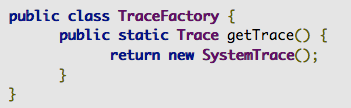 public class TraceFactory {
public static Trace getTrace() {
return new SystemTrace();
}
}